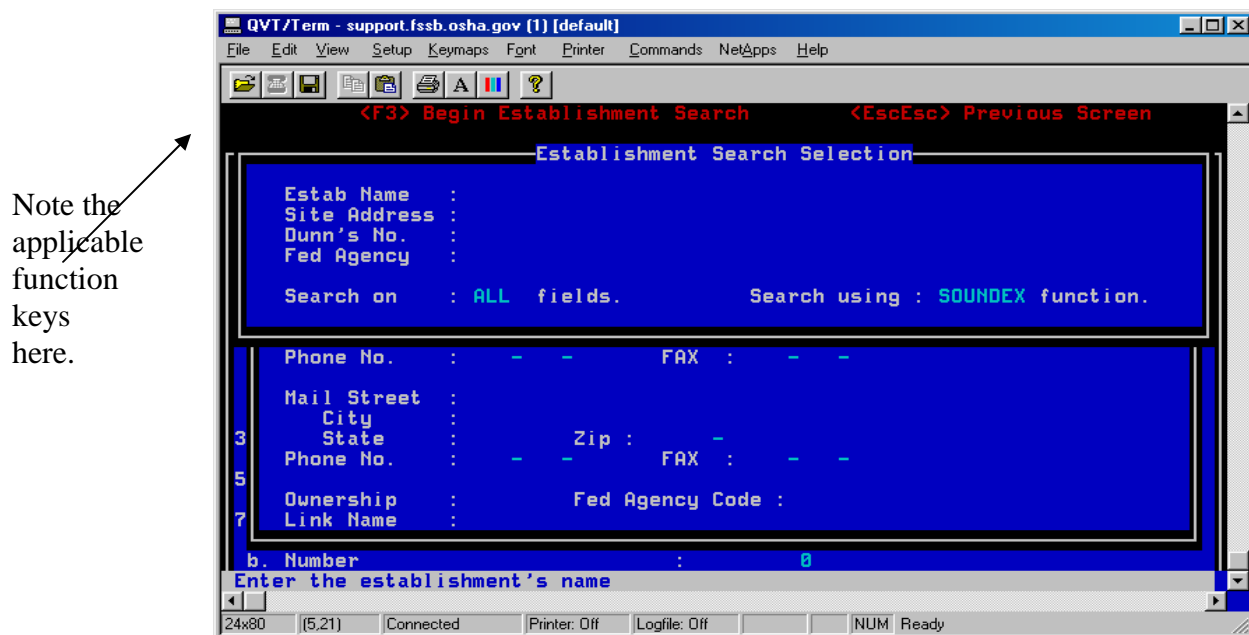 QVT/Term - support.fssb.osha.gov (1) [default]
File Edit View Setup Keymaps Font Printer Commands NetApps Help
<F3> Begin Establishment Search <EscEsc> Previous Screen
Establishment Search Selection
Estab Name :
Site Address :
Dunn's No. :
Fed Agency :
Search on : ALL fields. Search using : SOUNDEX function.
Phone No. : - - FAX : - -
Mail Street :
City :
3 State : Zip : -
Phone No. : - - FAX : - -
5
Ownership : Fed Agency Code :
7 Link Name :
b. Number : 0
Enter the establishment's name
24x80 (5,21) Connected Printer: Off Logfile: Off NUM Ready
Note the
applicable
function
keys
here.